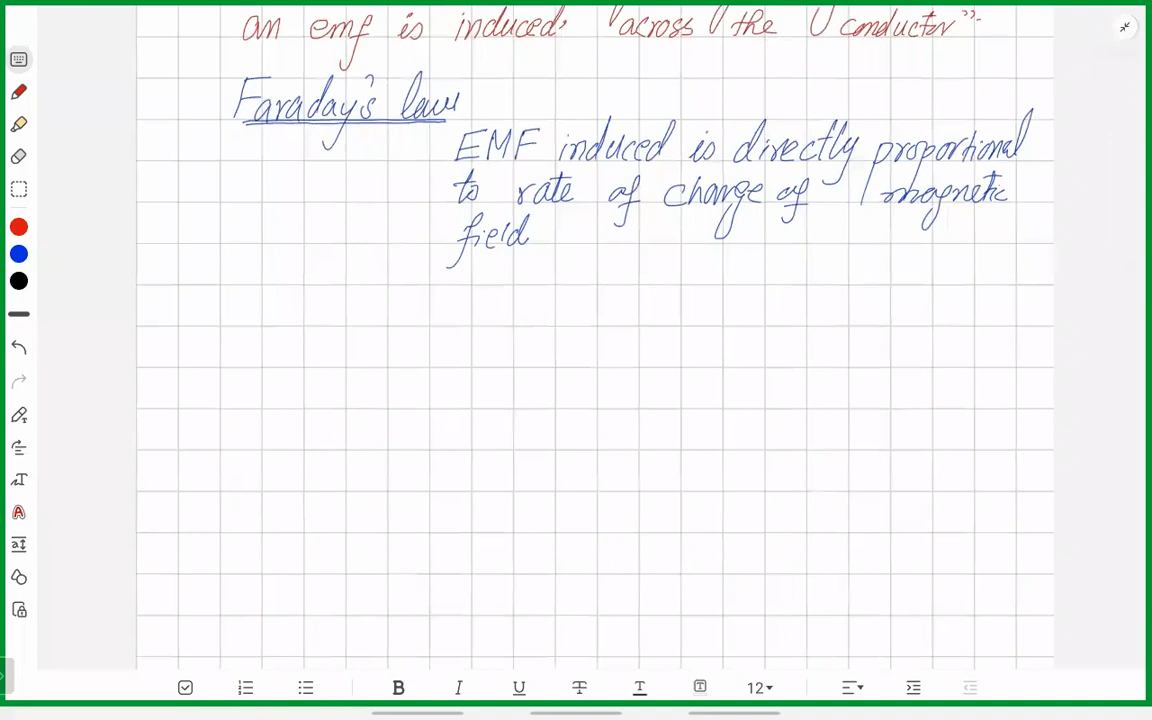 an emf is induced, across the conductor".
Faraday's law
EMF induced is directly proportional
to rate of change of magnetic
field
12